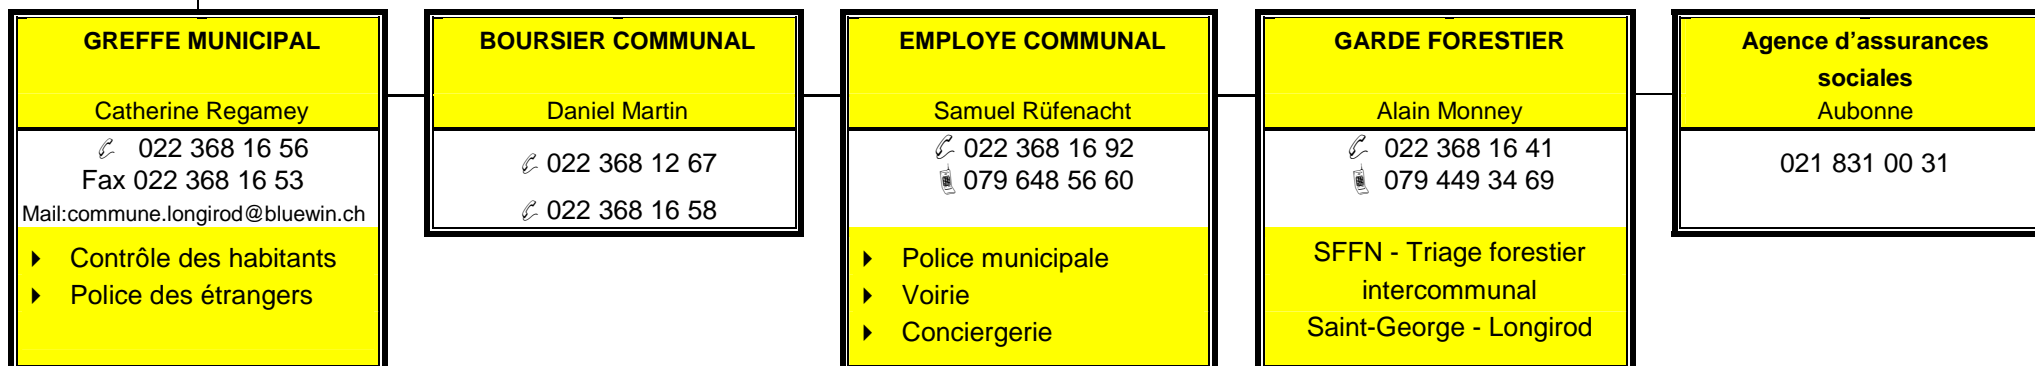 GREFFE MUNICIPAL
Catherine Regamey
022 368 16 56
Fax 022 368 16 53
Mail:commune.longirod@bluewin.ch
Contrôle des habitants
Police des étrangers
BOURSIER COMMUNAL
Daniel Martin
022 368 12 67
022 368 16 58
EMPLOYE COMMUNAL
Samuel Rüfenacht
022 368 16 92
079 648 56 60
Police municipale
Voirie
Conciergerie
GARDE FORESTIER
Alain Monney
022 368 16 41
079 449 34 69
SFFN - Triage forestier
intercommunal
Saint-George - Longirod
Agence d'assurances
sociales
Aubonne
021 831 00 31